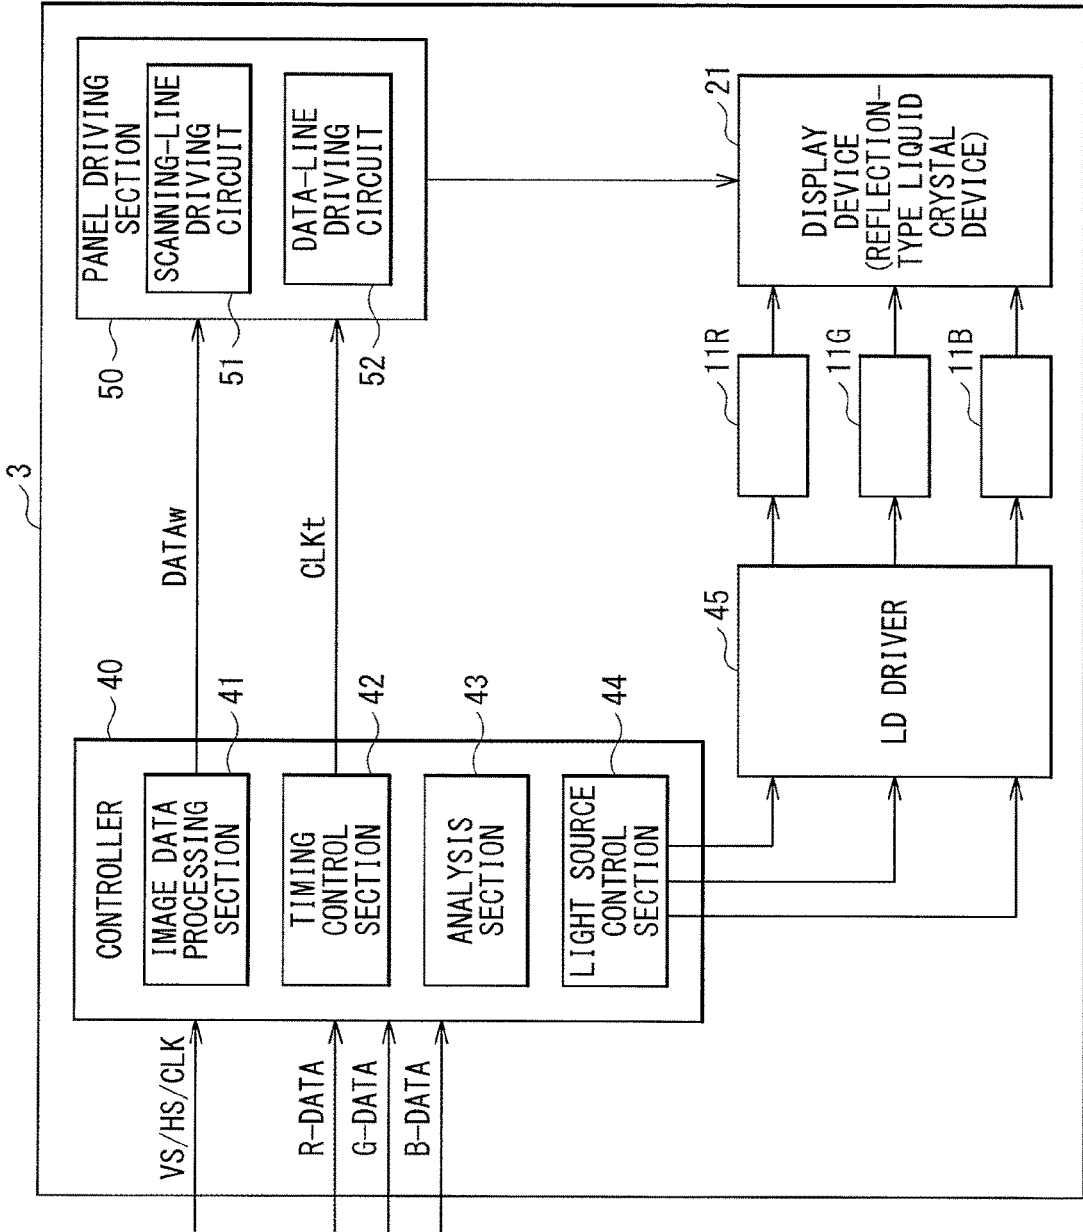 3
VS/HS/CLK
R-DATA
G-DATA
B-DATA
40
CONTROLLER
IMAGE DATA
PROCESSING
SECTION
41
TIMING
CONTROL
SECTION
42
ANALYSIS
SECTION
43
LIGHT SOURCE
CONTROL
SECTION
44
DATAw
CLKt
50
PANEL DRIVING
SECTION
SCANNING-LINE
DRIVING
CIRCUIT
51
DATA-LINE
DRIVING
CIRCUIT
52
45
LD DRIVER
11R
11G
11B
21
DISPLAY
DEVICE
(REFLECTION-
TYPE LIQUID
CRYSTAL
DEVICE)